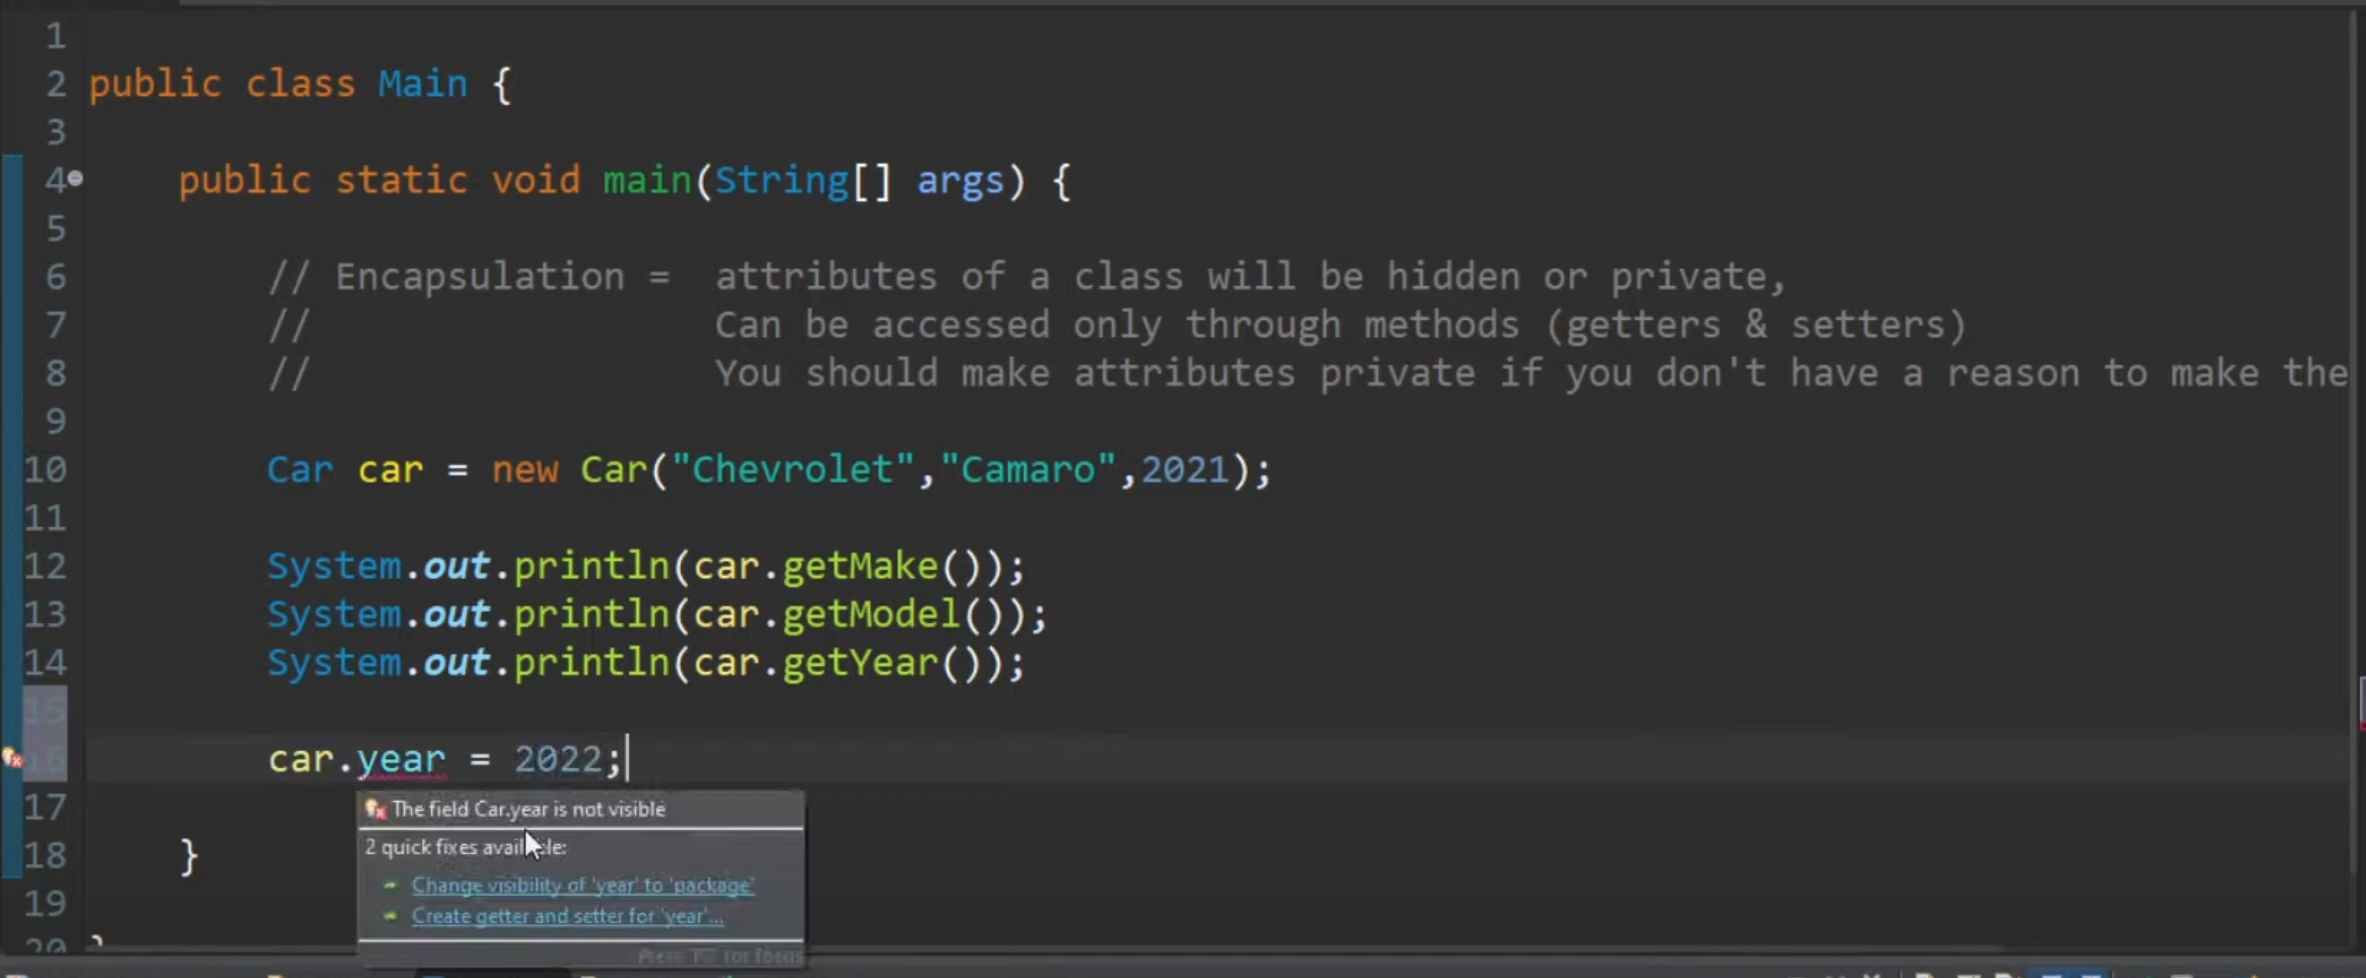 1
2 public class Main {
3
4 public static void main(String[] args) {
5
6 // Encapsulation = attributes of a class will be hidden or private,
7 // Can be accessed only through methods (getters & setters)
8 // You should make attributes private if you don't have a reason to make the
9
10 Car car = new Car("Chevrolet","Camaro",2021);
11
12 System.out.println(car.getMake());
13 System.out.println(car.getModel());
14 System.out.println(car.getYear());
15
16 car.year = 2022;
The field Car.year is not visible
2 quick fixes available:
Change visibility of 'year' to 'package'
Create getter and setter for 'year'...
Press 'F2' for focus
17
18 }
19
20